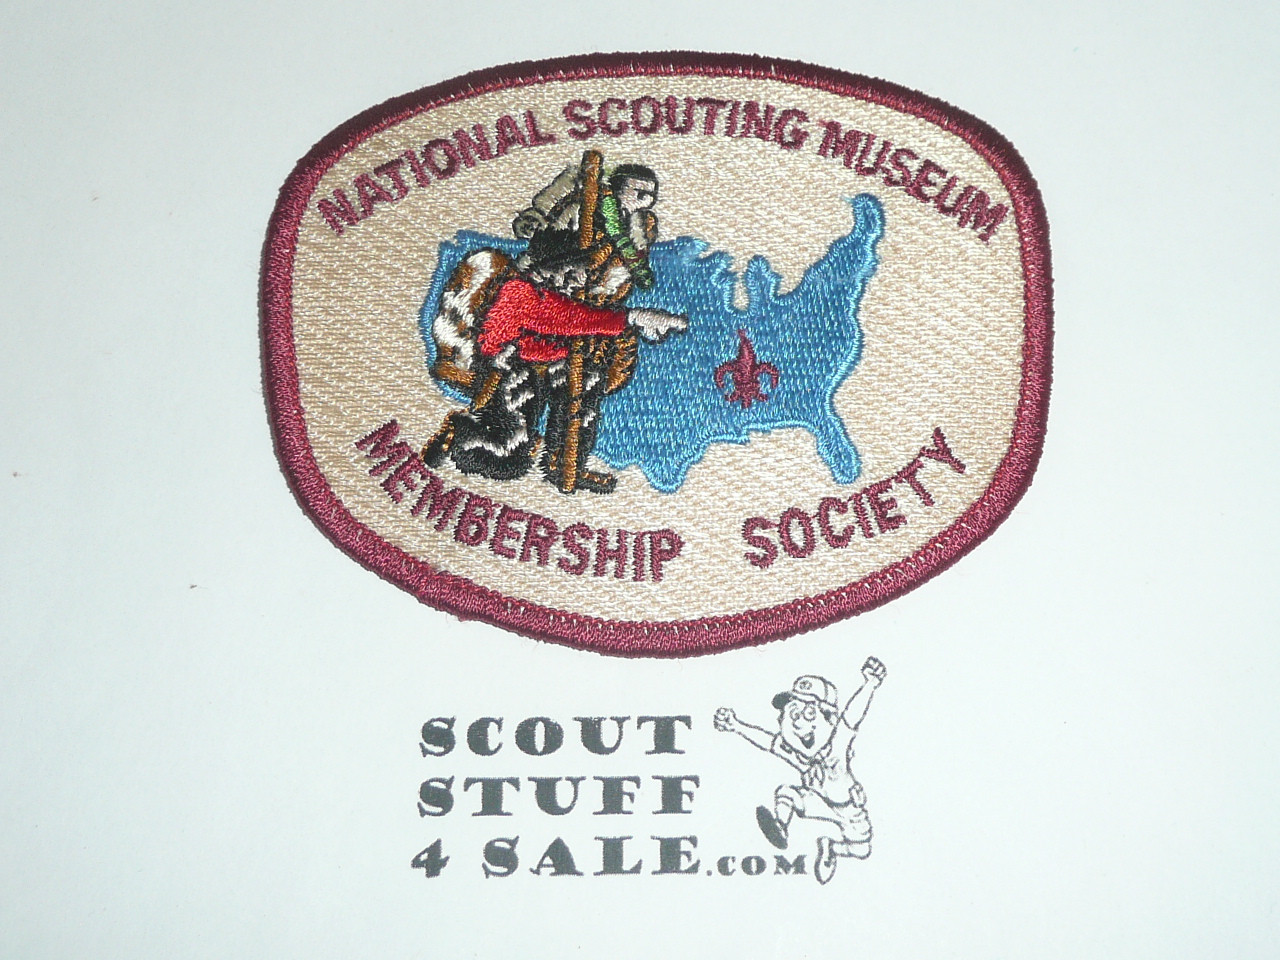 NATIONAL SCOUTING MUSEUM
MEMBERSHIP SOCIETY
SCOUT
STUFF
4 SALE.COM